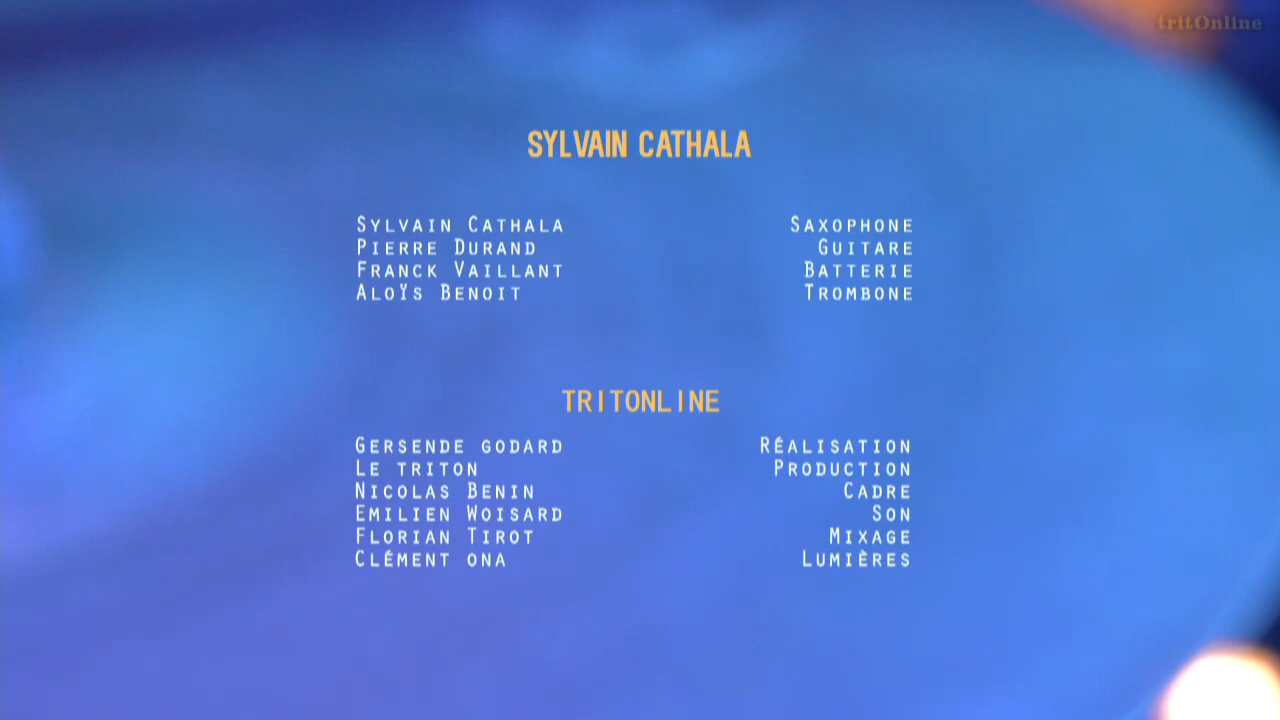 tritOnline
SYLVAIN CATHALA
Sylvain Cathala Saxophone
Pierre Durand Guitare
Franck Vaillant Batterie
Aloïs Benoit Trombone
TRITONLINE
Gersende godard Réalisation
Le triton Production
Nicolas Benin Cadre
Emilien Woisard Son
Florian Tirot Mixage
Clément ona Lumières